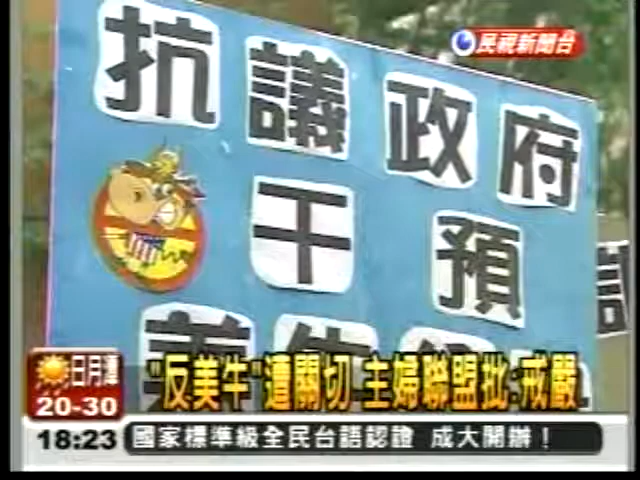 民視新聞台
抗議政府
干預
日月潭
20-30
"反美牛"遭關切 主婦聯盟批:戒嚴
18:23
國家標準級全民台語認證 成大開辦!